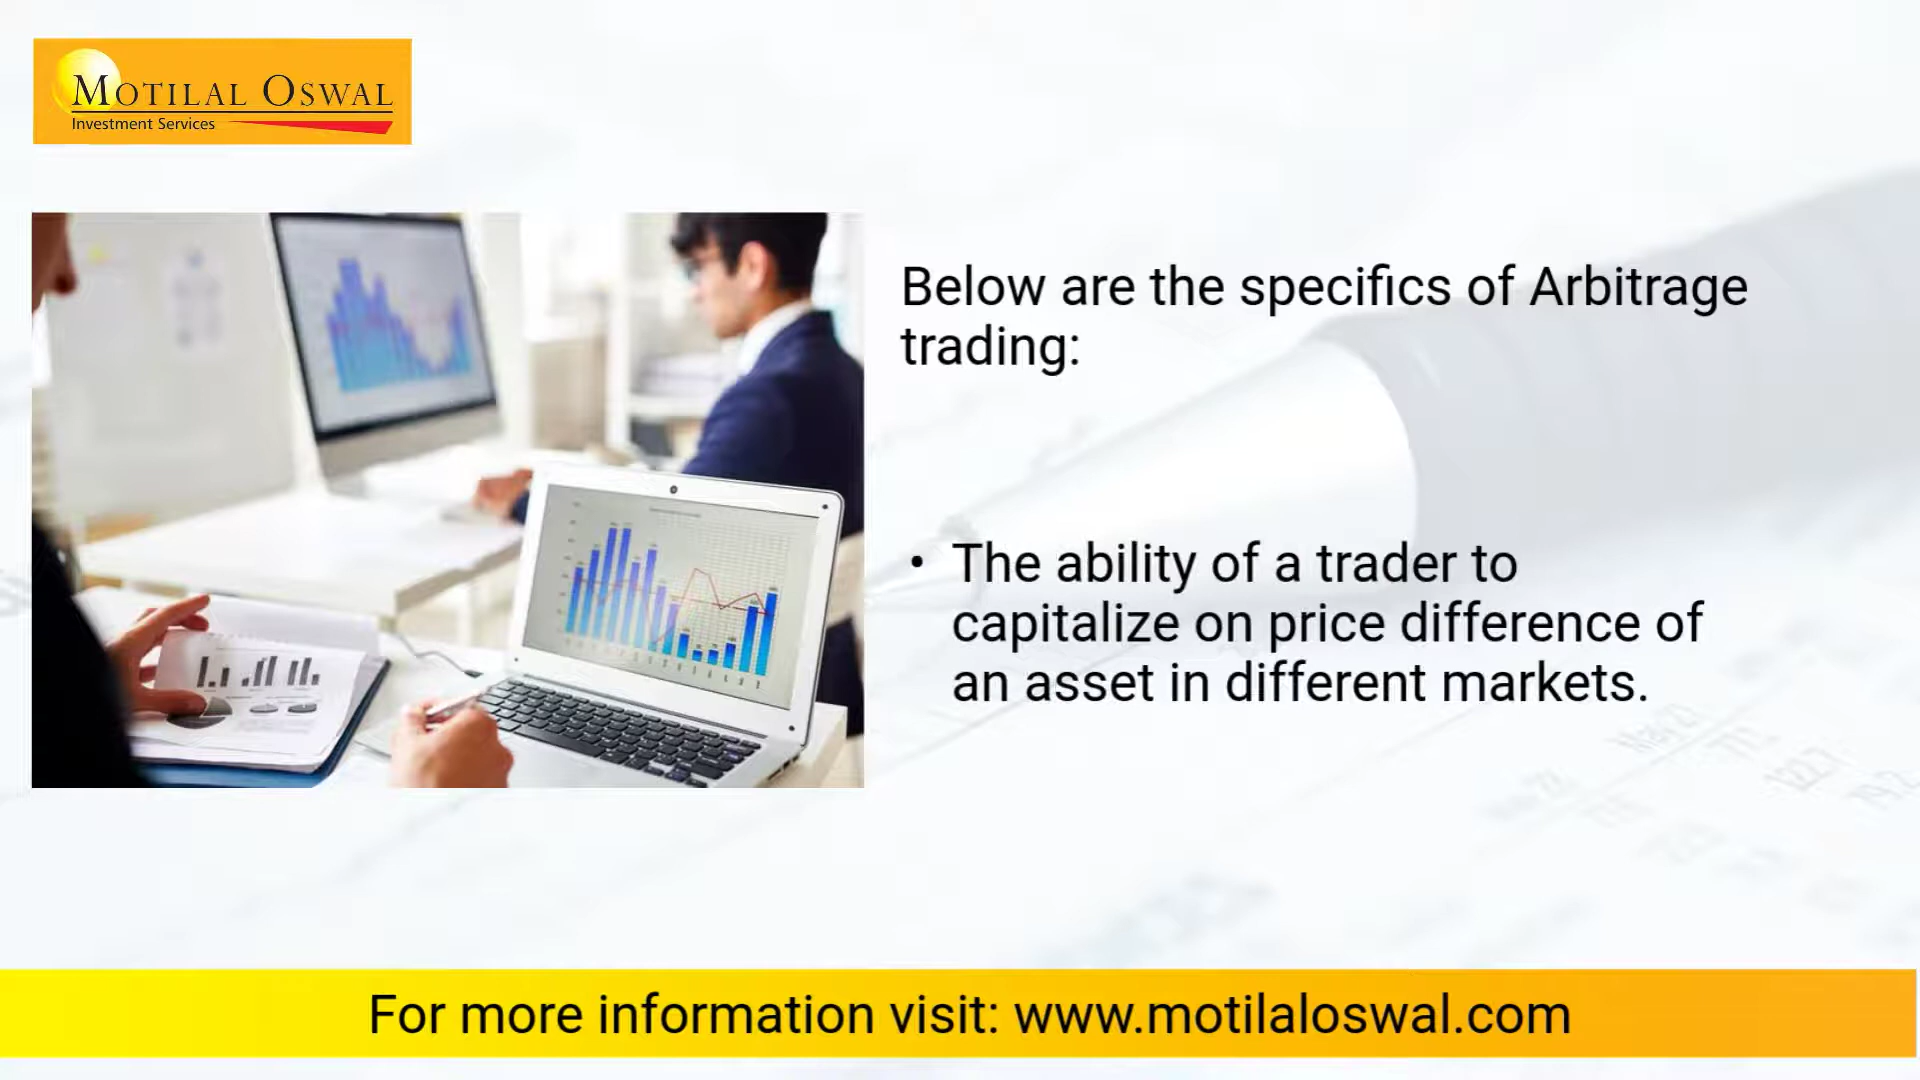 MOTILAL OSWAL
Investment Services
Below are the specifics of Arbitrage
trading:
• The ability of a trader to
capitalize on price difference of
an asset in different markets.
For more information visit: www.motilaloswal.com